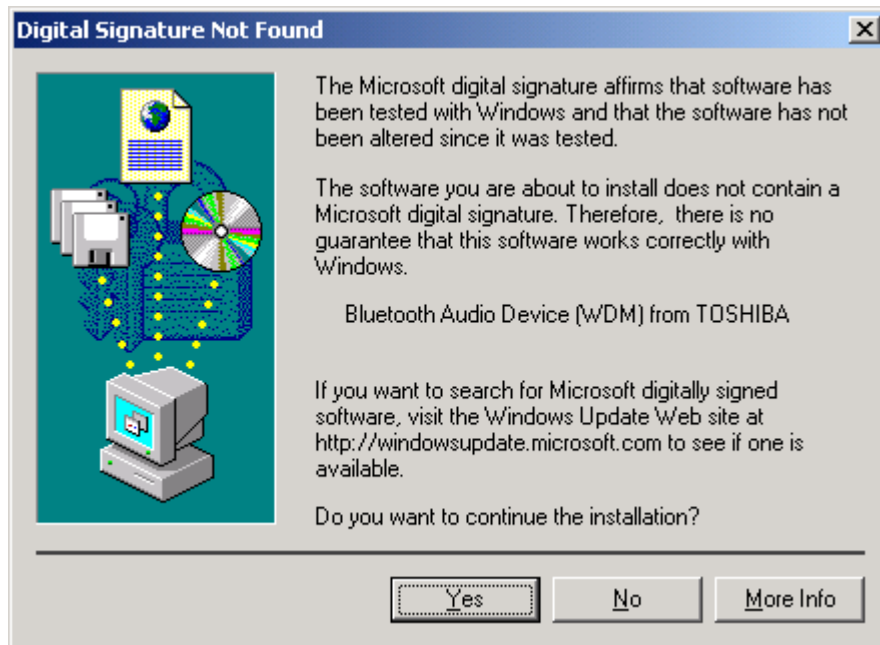 Digital Signature Not Found
The Microsoft digital signature affirms that software has
been tested with Windows and that the software has not
been altered since it was tested.
The software you are about to install does not contain a
Microsoft digital signature. Therefore,  there is no
guarantee that this software works correctly with
Windows.
Bluetooth Audio Device (WDM) from TOSHIBA
If you want to search for Microsoft digitally signed
software, visit the Windows Update Web site at
http://windowsupdate.microsoft.com to see if one is
available.
Do you want to continue the installation?
Yes
No
More Info